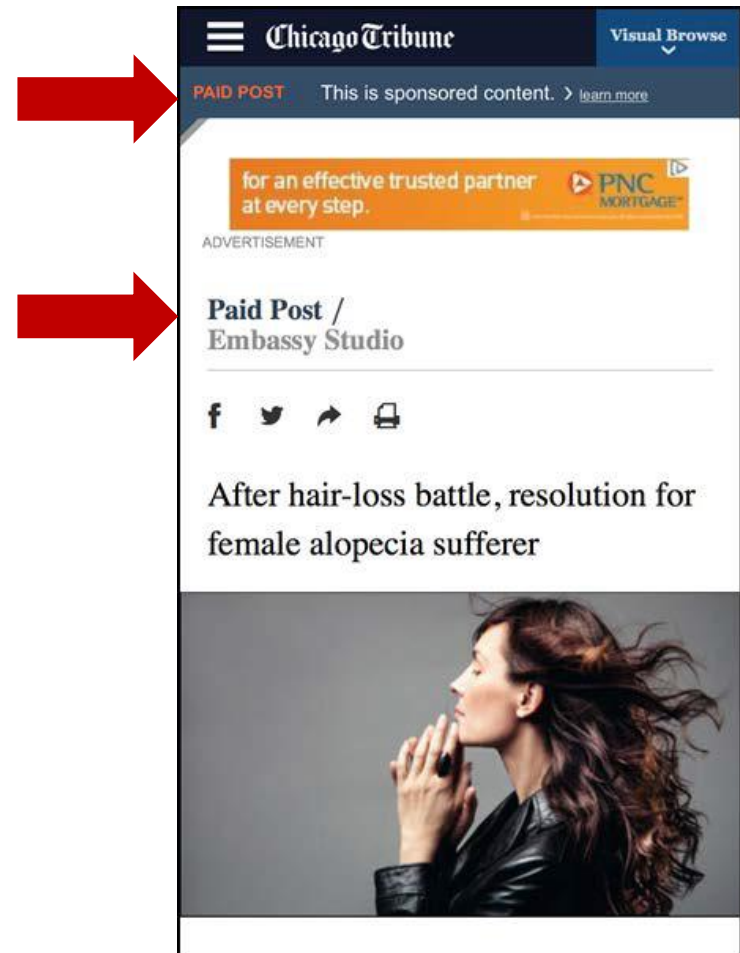 Chicago Tribune
Visual Browse
PAID POST This is sponsored content. > learn more
for an effective trusted partner
at every step.
PNC
MORTGAGE
ADVERTISEMENT
Paid Post /
Embassy Studio
After hair-loss battle, resolution for
female alopecia sufferer